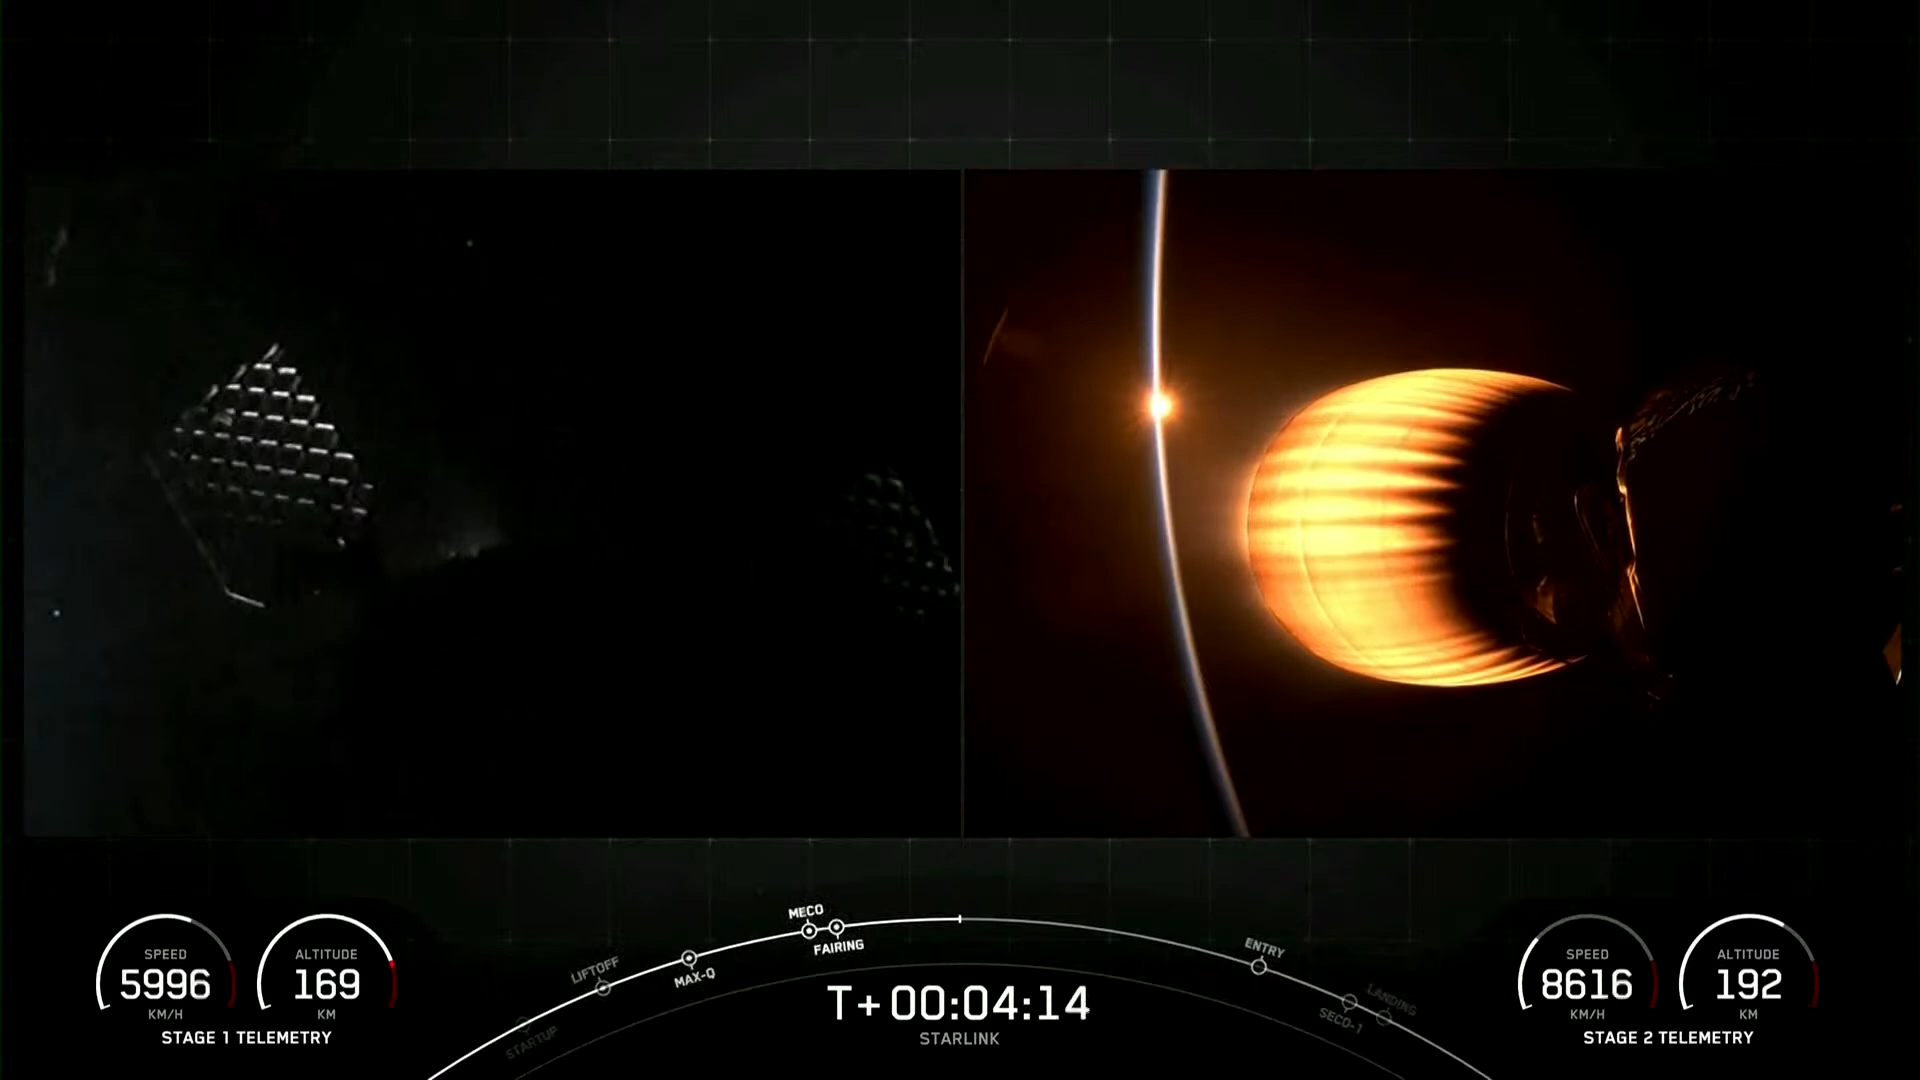 MECO
FAIRING
LIFTOFF
MAX-Q
STARTUP
ENTRY
LANDING
SECO-1
SPEED
5996
KM/H
ALTITUDE
169
KM
STAGE 1 TELEMETRY
T+00:04:14
STARLINK
SPEED
8616
KM/H
ALTITUDE
192
KM
STAGE 2 TELEMETRY